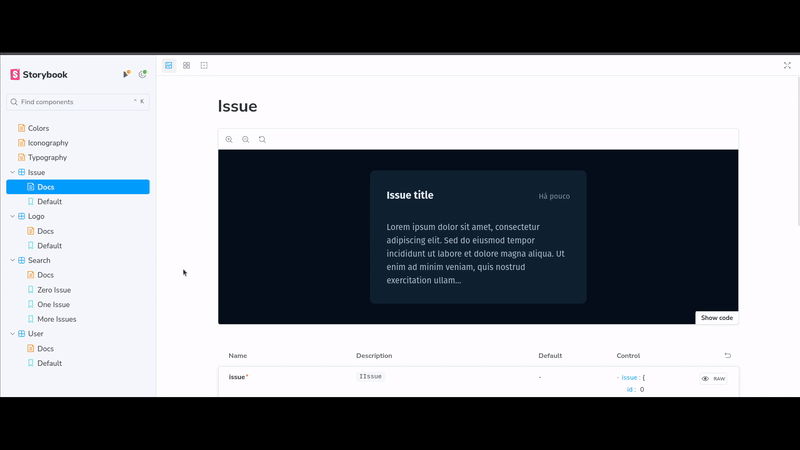 Storybook
Find components
⌃ K
Colors
Iconography
Typography
Issue
Docs
Default
Logo
Docs
Default
Search
Docs
Zero Issue
One Issue
More Issues
User
Docs
Default
Issue
Issue title
Há pouco
Lorem ipsum dolor sit amet, consectetur
adipiscing elit. Sed do eiusmod tempor
incididunt ut labore et dolore magna aliqua. Ut
enim ad minim veniam, quis nostrud
exercitation ullam...
Show code
Name Description Default Control
issue* IIssue - - issue : {
RAW
id : 0